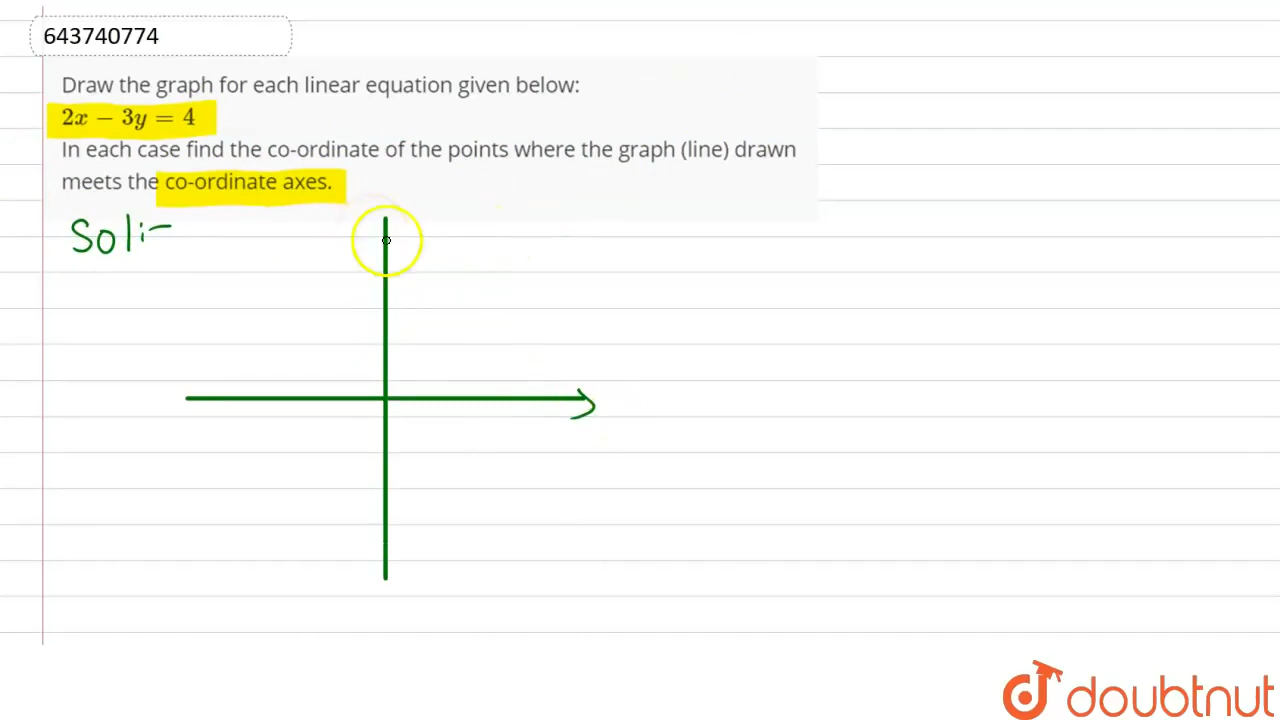 643740774
Draw the graph for each linear equation given below:
2x − 3y = 4
In each case find the co-ordinate of the points where the graph (line) drawn
meets the co-ordinate axes.
Sol:-
doubtnut